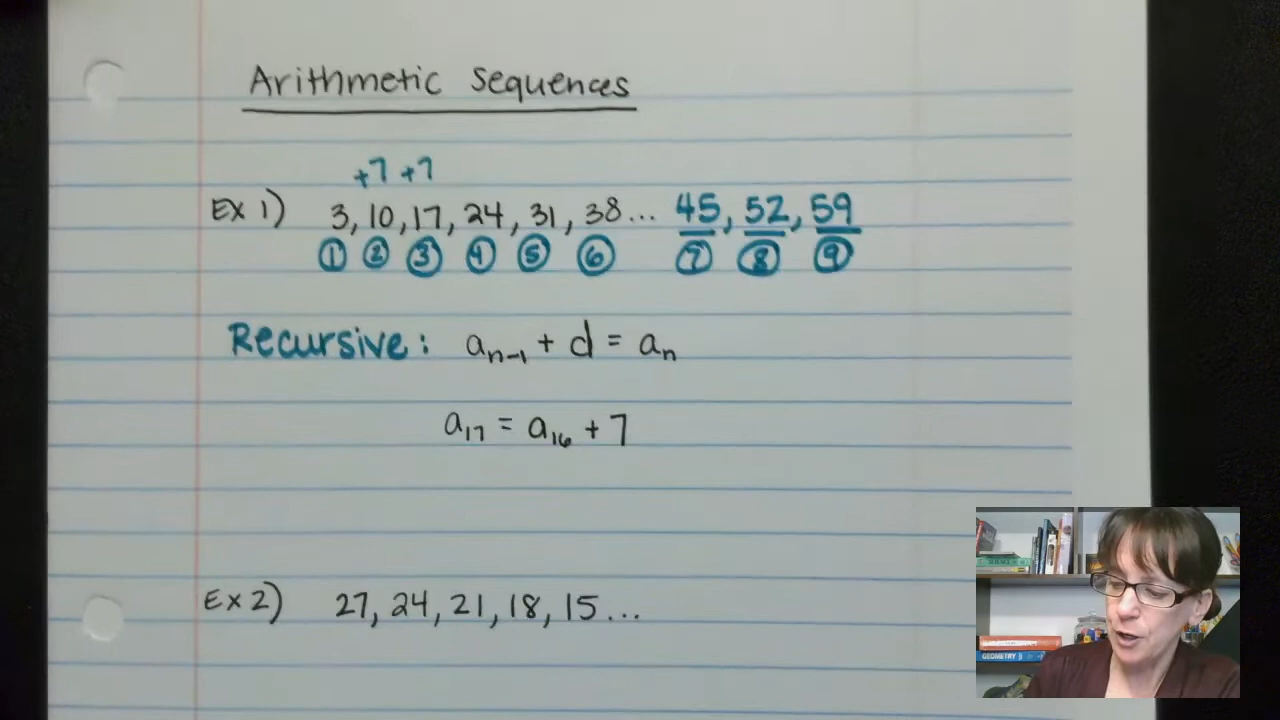 Arithmetic Sequences
+7 +7
Ex 1) 3, 10, 17, 24, 31, 38... 45, 52, 59
① ② ③ ④ ⑤ ⑥ ⑦ ⑧ ⑨
Recursive: aₙ₋₁ + d = aₙ
a₁₇ = a₁₆ + 7
Ex 2) 27, 24, 21, 18, 15...
GEOMETRY